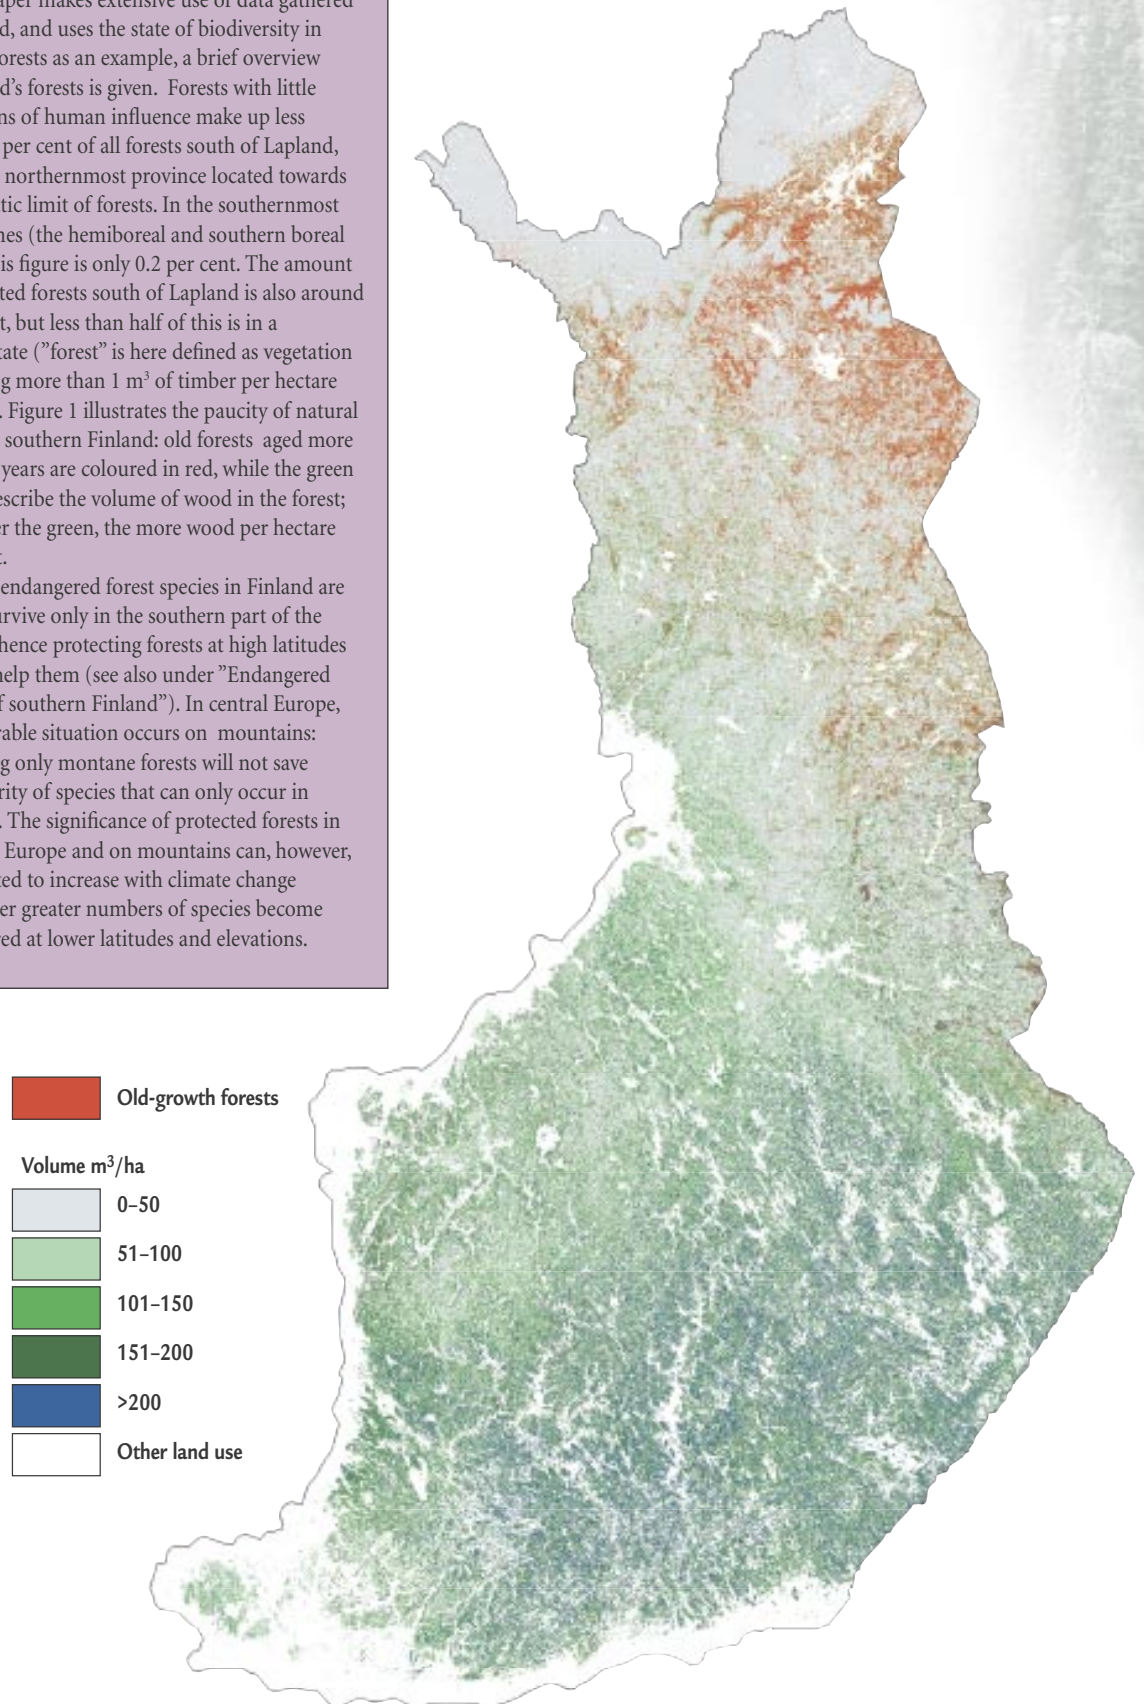 aper makes extensive use of data gathered
d, and uses the state of biodiversity in
orests as an example, a brief overview
d’s forests is given. Forests with little
ns of human influence make up less
per cent of all forests south of Lapland,
northernmost province located towards
tic limit of forests. In the southernmost
nes (the hemiboreal and southern boreal
is figure is only 0.2 per cent. The amount
ted forests south of Lapland is also around
t, but less than half of this is in a
tate (”forest” is here defined as vegetation
g more than 1 m³ of timber per hectare
. Figure 1 illustrates the paucity of natural
southern Finland: old forests aged more
years are coloured in red, while the green
escribe the volume of wood in the forest;
er the green, the more wood per hectare
t.
endangered forest species in Finland are
urvive only in the southern part of the
hence protecting forests at high latitudes
help them (see also under ”Endangered
f southern Finland”). In central Europe,
rable situation occurs on mountains:
g only montane forests will not save
rity of species that can only occur in
. The significance of protected forests in
Europe and on mountains can, however,
ted to increase with climate change
er greater numbers of species become
red at lower latitudes and elevations.
Old-growth forests
Volume m³/ha
0–50
51–100
101–150
151–200
>200
Other land use